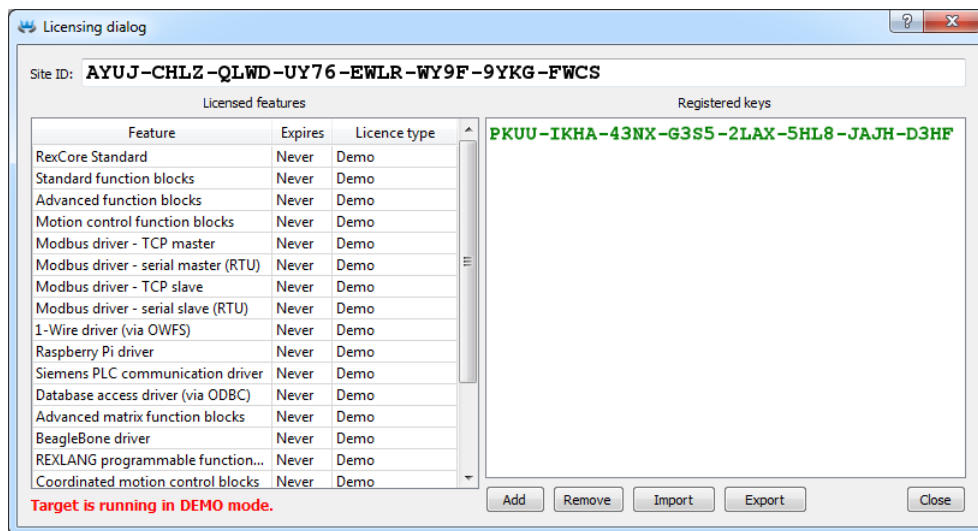 Licensing dialog
Site ID: AYUJ-CHLZ-QLWD-UY76-EWLR-WY9F-9YKG-FWCS
Licensed features
Feature Expires Licence type
RexCore Standard Never Demo
Standard function blocks Never Demo
Advanced function blocks Never Demo
Motion control function blocks Never Demo
Modbus driver - TCP master Never Demo
Modbus driver - serial master (RTU) Never Demo
Modbus driver - TCP slave Never Demo
Modbus driver - serial slave (RTU) Never Demo
1-Wire driver (via OWFS) Never Demo
Raspberry Pi driver Never Demo
Siemens PLC communication driver Never Demo
Database access driver (via ODBC) Never Demo
Advanced matrix function blocks Never Demo
BeagleBone driver Never Demo
REXLANG programmable function... Never Demo
Coordinated motion control blocks Never Demo
Target is running in DEMO mode.
Registered keys
PKUU-IKHA-43NX-G3S5-2LAX-5HL8-JAJH-D3HF
Add Remove Import Export Close